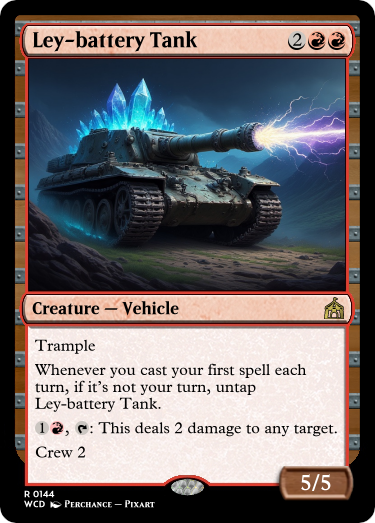 Ley-battery Tank 2
Creature — Vehicle
Trample
Whenever you cast your first spell each
turn, if it's not your turn, untap
Ley-battery Tank.
1 , : This deals 2 damage to any target.
Crew 2
5/5
R 0144
WCD Perchance – Pixart